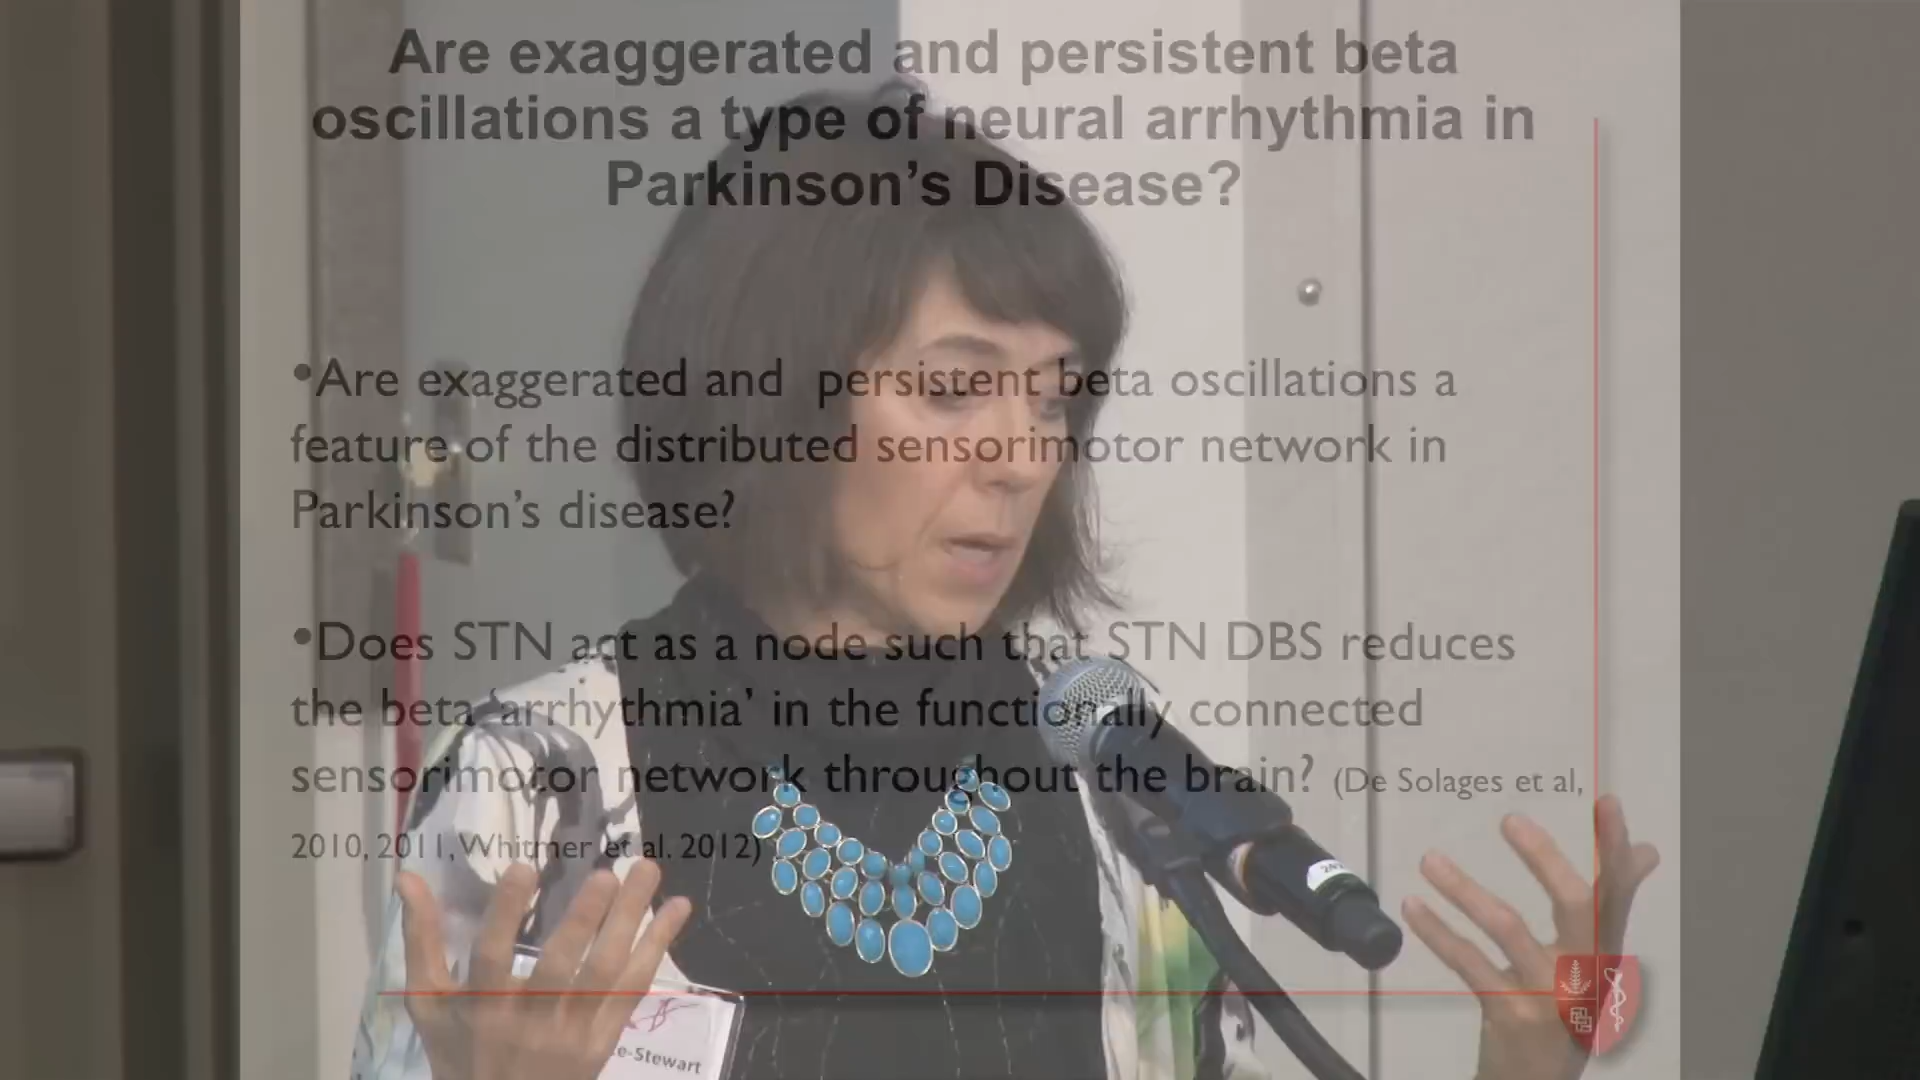 Are exaggerated and persistent beta
oscillations a type of neural arrhythmia in
Parkinson’s Disease?
•Are exaggerated and persistent beta oscillations a
feature of the distributed sensorimotor network in
Parkinson’s disease?
•Does STN act as a node such that STN DBS reduces
the beta ‘arrhythmia’ in the functionally connected
sensorimotor network throughout the brain? (De Solages et al,
2010, 2011, Whitmer et al. 2012)
e-Stewart